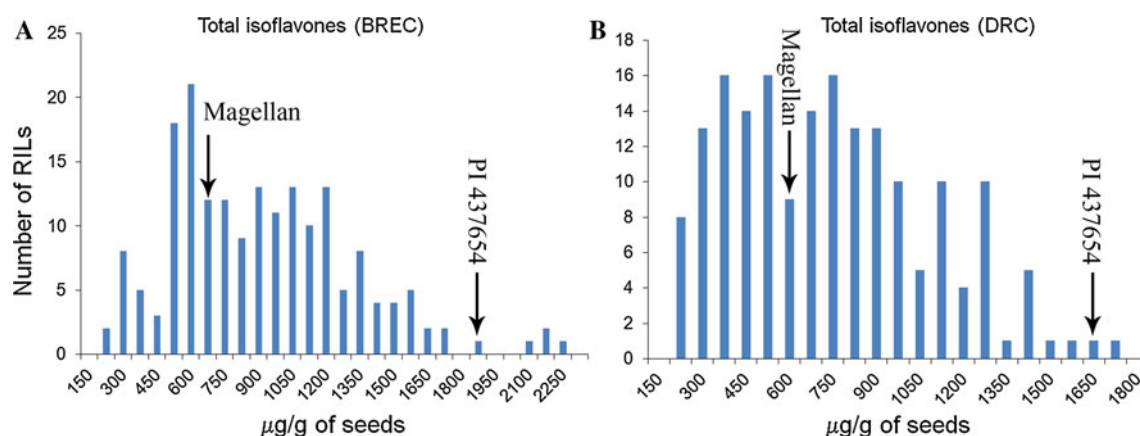 A
Total isoflavones (BREC)
25
20
15
10
5
0
Number of RILs
Magellan
PI 437654
150 300 450 600 750 900 1050 1200 1350 1500 1650 1800 1950 2100 2250
µg/g of seeds
B
Total isoflavones (DRC)
18
16
14
12
10
8
6
4
2
0
Magellan
PI 437654
150 300 450 600 750 900 1050 1200 1350 1500 1650 1800
µg/g of seeds